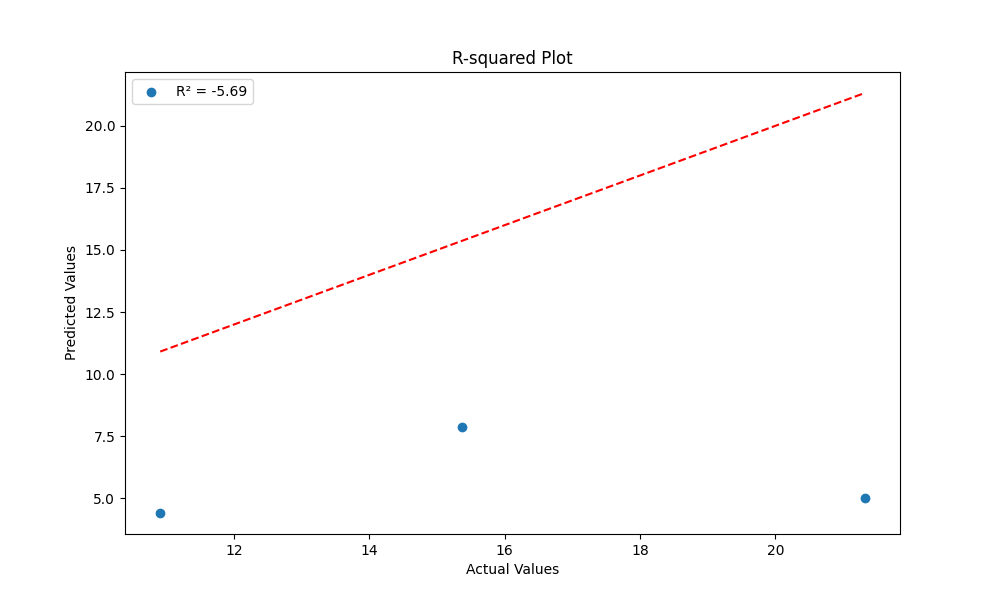 R-squared Plot
R² = -5.69
20.0
17.5
15.0
12.5
10.0
7.5
5.0
Predicted Values
12 14 16 18 20
Actual Values